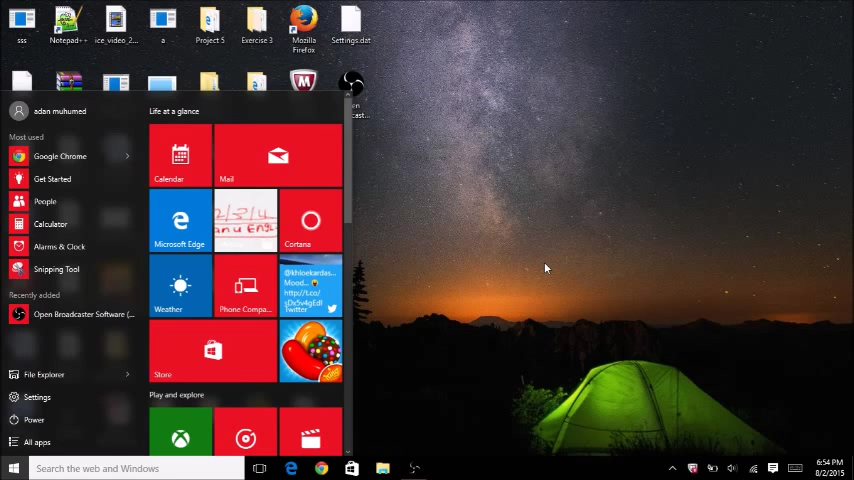 sss
Notepad++
ice_video_2...
a
Project 5
Exercise 3
Mozilla
Firefox
Settings.dat
adan muhumed
Life at a glance
Most used
Google Chrome
Get Started
People
Calculator
Alarms & Clock
Snipping Tool
Recently added
Open Broadcaster Software (...
File Explorer
Settings
Power
All apps
Calendar
Mail
Microsoft Edge
Cortana
Weather
Phone Compa...
@khloekardas...
Mood...
http://t.co/
Twitter
Store
Play and explore
Search the web and Windows
6:54 PM
8/2/2015